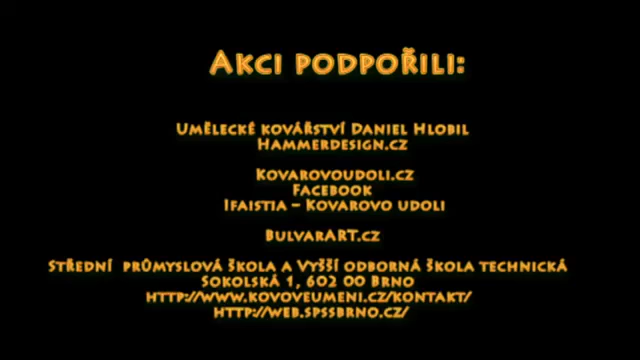 Akci podpořili:
Umělecké kovářství Daniel Hlobil
Hammerdesign.cz
Kovarovoudoli.cz
Facebook
Ifaistia – Kovarovo udoli
BulvarART.cz
Střední průmyslová škola a Vyšší odborná škola technická
Sokolská 1, 602 00 Brno
http://www.kovoveumeni.cz/kontakt/
http://web.spssbrno.cz/